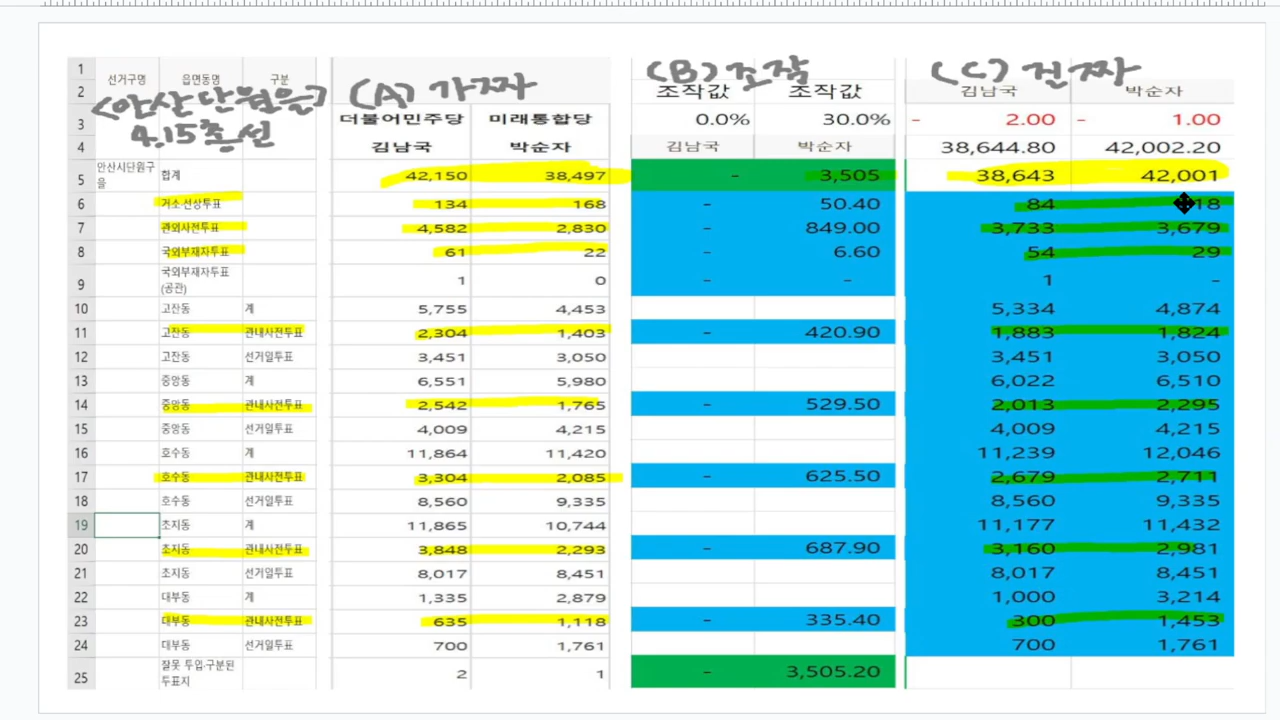 1 선거구명 읍면동명 구분 (A) 가짜 (B) 조작 (C) 진짜
2 <안산 단원을> 조작값 조작값 김남국 박순자
3 4.15총선 더불어민주당 미래통합당 0.0% 30.0% - 2.00 - 1.00
4 김남국 박순자 김남국 박순자 38,644.80 42,002.20
5 안산시단원구을 합계 42,150 38,497 - 3,505 38,643 42,001
6 거소·선상투표 134 168 - 50.40 84
7 관외사전투표 4,582 2,830 - 849.00 3,733 3,679
8 국외부재자투표 61 22 - 6.60 54 29
9 국외부재자투표(공관) 1 0 - - 1 -
10 고잔동 계 5,755 4,453 5,334 4,874
11 고잔동 관내사전투표 2,304 1,403 - 420.90 1,883 1,824
12 고잔동 선거일투표 3,451 3,050 3,451 3,050
13 중앙동 계 6,551 5,980 6,022 6,510
14 중앙동 관내사전투표 2,542 1,765 - 529.50 2,013 2,295
15 중앙동 선거일투표 4,009 4,215 4,009 4,215
16 호수동 계 11,864 11,420 11,239 12,046
17 호수동 관내사전투표 3,304 2,085 - 625.50 2,679 2,711
18 호수동 선거일투표 8,560 9,335 8,560 9,335
19 초지동 계 11,865 10,744 11,177 11,432
20 초지동 관내사전투표 3,848 2,293 - 687.90 3,160 2,981
21 초지동 선거일투표 8,017 8,451 8,017 8,451
22 대부동 계 1,335 2,879 1,000 3,214
23 대부동 관내사전투표 635 1,118 - 335.40 300 1,453
24 대부동 선거일투표 700 1,761 700 1,761
25 잘못 투입·구분된 투표지 2 1 - 3,505.20